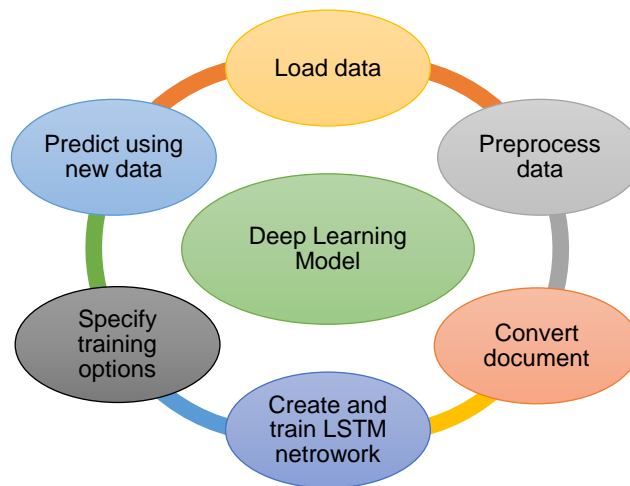 Load data
Preprocess
data
Convert
document
Create and
train LSTM
netrowork
Specify
training
options
Predict using
new data
Deep Learning
Model